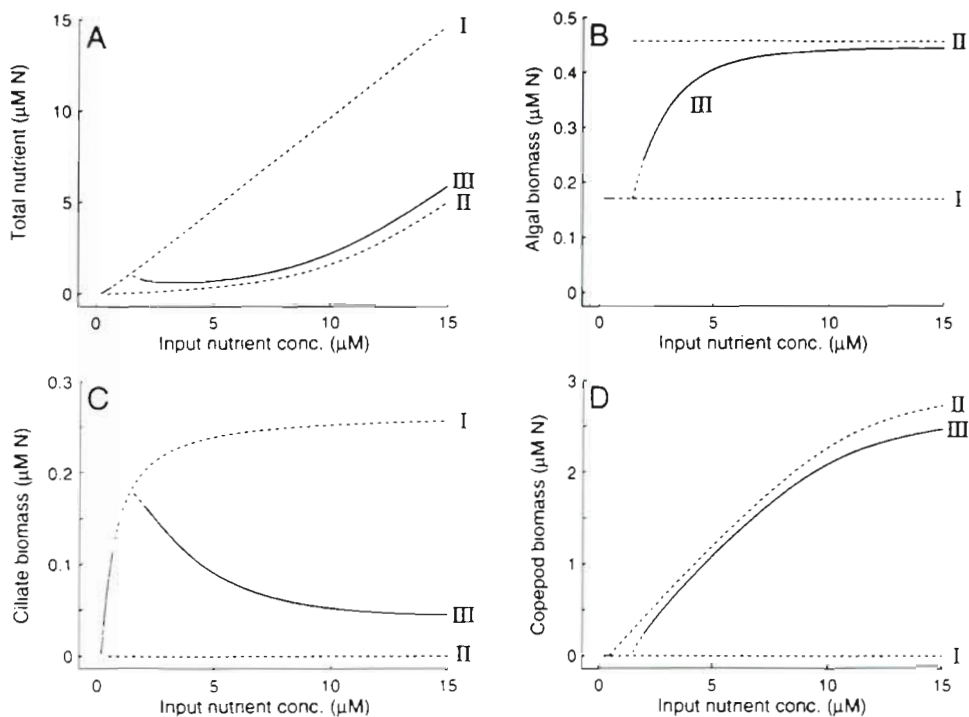 A
Total nutrient (μM N)
15
10
5
0
0 5 10 15
Input nutrient conc. (μM)
I
III
II
B
Algal biomass (μM N)
0.5
0.4
0.3
0.2
0.1
0
0 5 10 15
Input nutrient conc. (μM)
II
III
I
C
Ciliate biomass (μM N)
0.3
0.2
0.1
0
0 5 10 15
Input nutrient conc. (μM)
I
III
II
D
Copepod biomass (μM N)
3
2
1
0
0 5 10 15
Input nutrient conc. (μM)
II
III
I